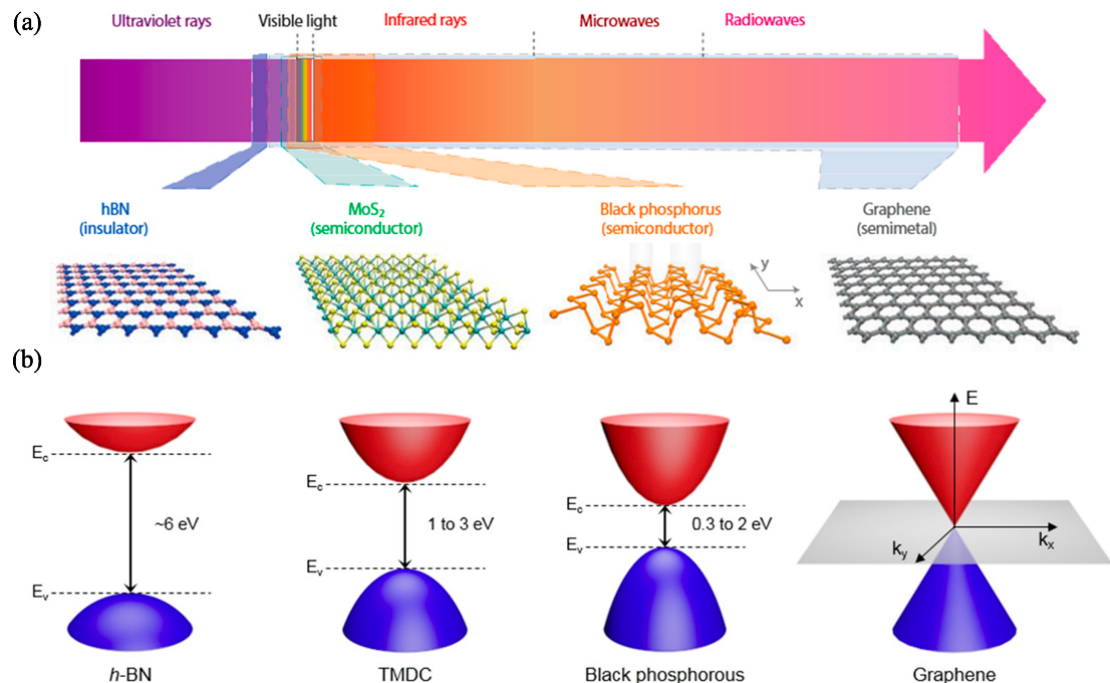 (a)
Ultraviolet rays Visible light Infrared rays Microwaves Radiowaves
hBN
(insulator)
MoS₂
(semiconductor)
Black phosphorus
(semiconductor)
Graphene
(semimetal)
y
x
(b)
E
Ec
~6 eV
Ev
h-BN
Ec
1 to 3 eV
Ev
TMDC
Ec
0.3 to 2 eV
Ev
Black phosphorous
kx
ky
Graphene